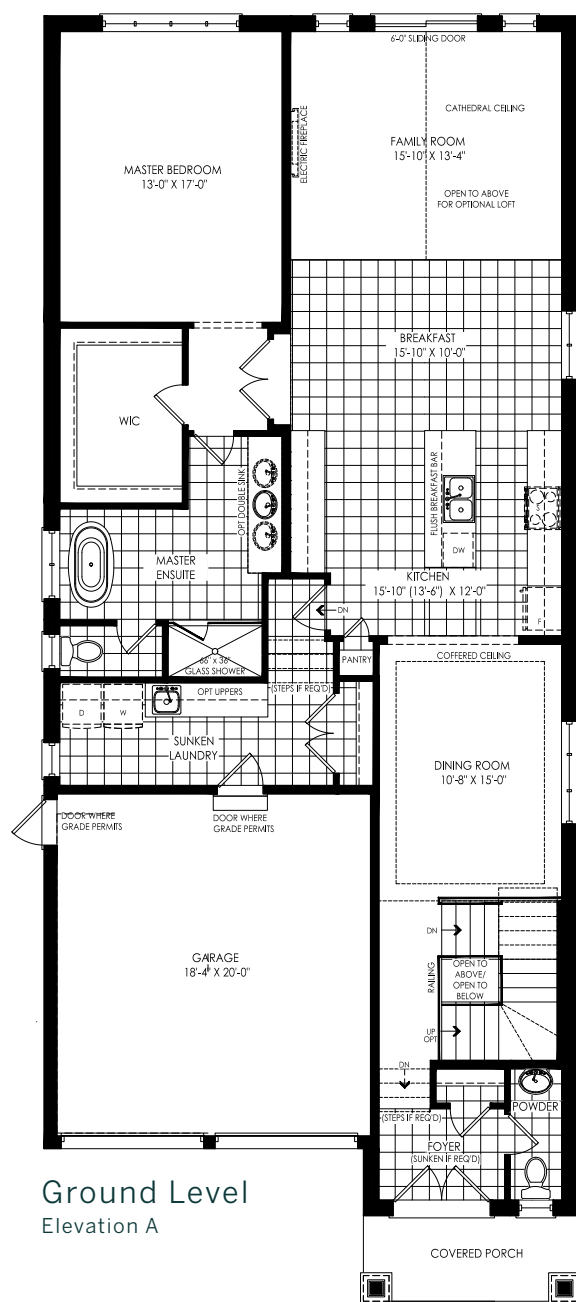 6'-0" SLIDING DOOR
CATHEDRAL CEILING
ELECTRIC FIREPLACE
FAMILY ROOM
15'-10" X 13'-4"
MASTER BEDROOM
13'-0" X 17'-0"
OPEN TO ABOVE
FOR OPTIONAL LOFT
BREAKFAST
15'-10" X 10'-0"
WIC
OPT DOUBLE SINK
FLUSH BREAKFAST BAR
S
DW
MASTER
ENSUITE
KITCHEN
15'-10" (13'-6") X 12'-0"
DN
F
PANTRY
COFFERED CEILING
66" x 36"
GLASS SHOWER
(STEPS IF REQ'D)
OPT UPPERS
D
W
SUNKEN
LAUNDRY
DINING ROOM
10'-8" X 15'-0"
DOOR WHERE
GRADE PERMITS
DOOR WHERE
GRADE PERMITS
DN
GARAGE
18'-4" X 20'-0"
RAILING
OPEN TO
ABOVE/
OPEN TO
BELOW
UP
OPT
DN
POWDER
(STEPS IF REQ'D)
FOYER
(SUNKEN IF REQ'D)
Ground Level
Elevation A
COVERED PORCH